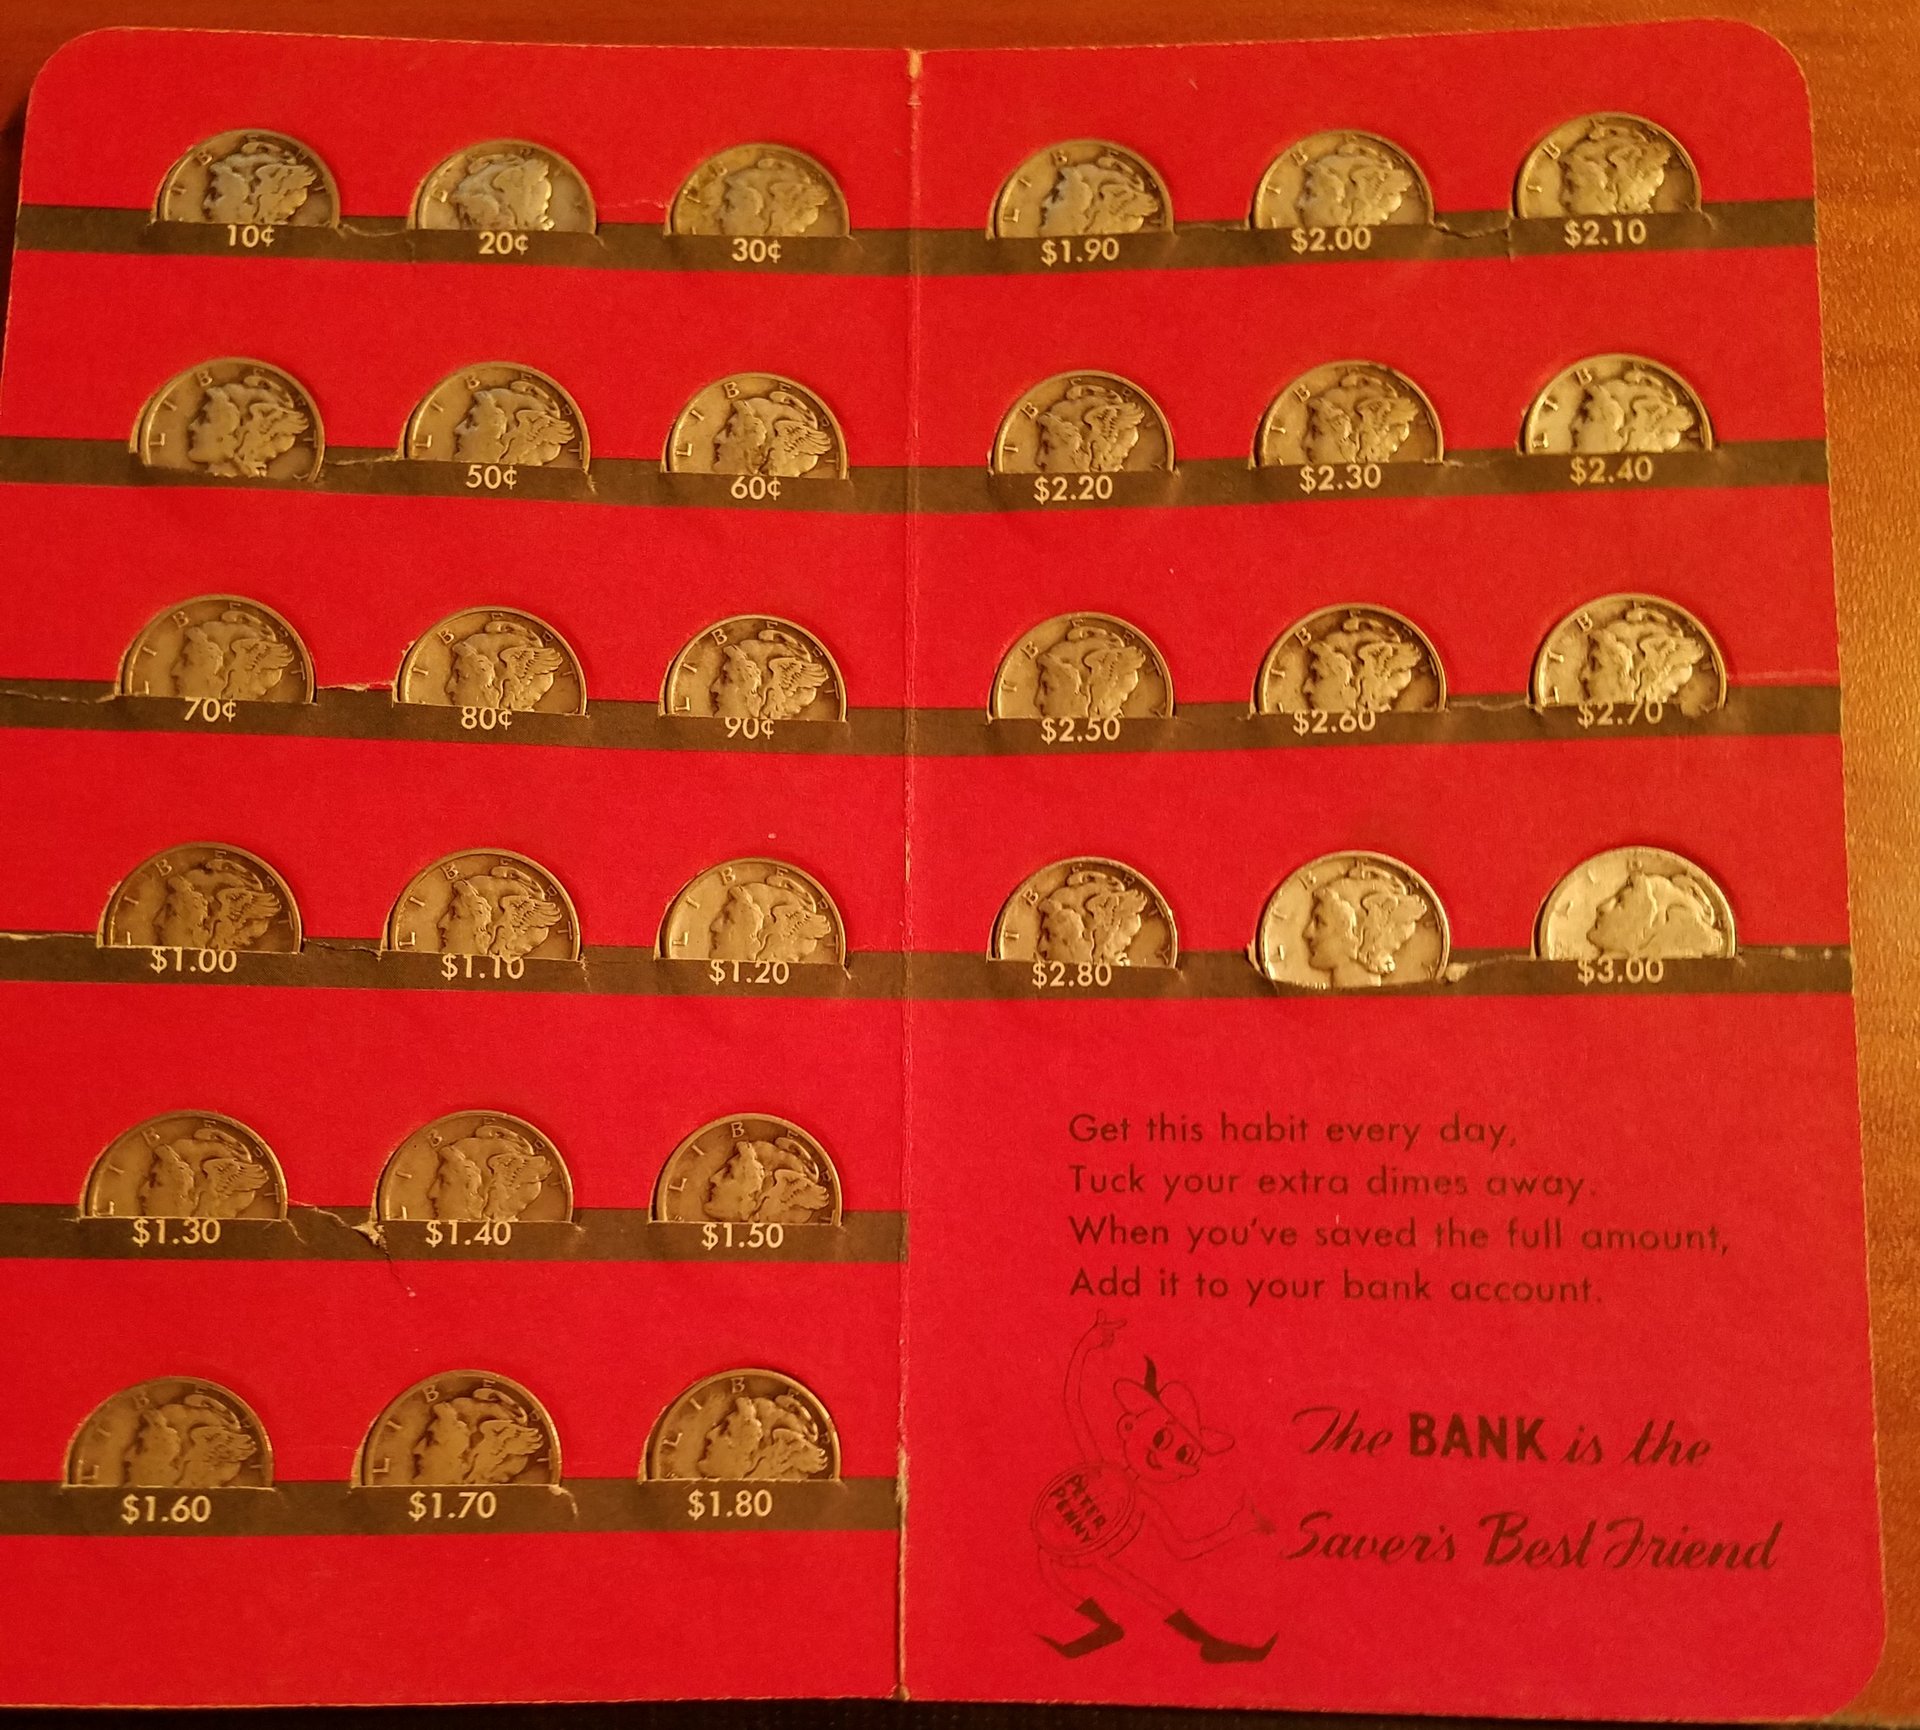 10¢ 20¢ 30¢
50¢ 60¢
70¢ 80¢ 90¢
$1.00 $1.10 $1.20
$1.30 $1.40 $1.50
$1.60 $1.70 $1.80
$1.90 $2.00 $2.10
$2.20 $2.30 $2.40
$2.50 $2.60 $2.70
$2.80 $3.00
Get this habit every day,
Tuck your extra dimes away.
When you've saved the full amount,
Add it to your bank account.
PETER
PENNY
The BANK is the
Saver's Best Friend